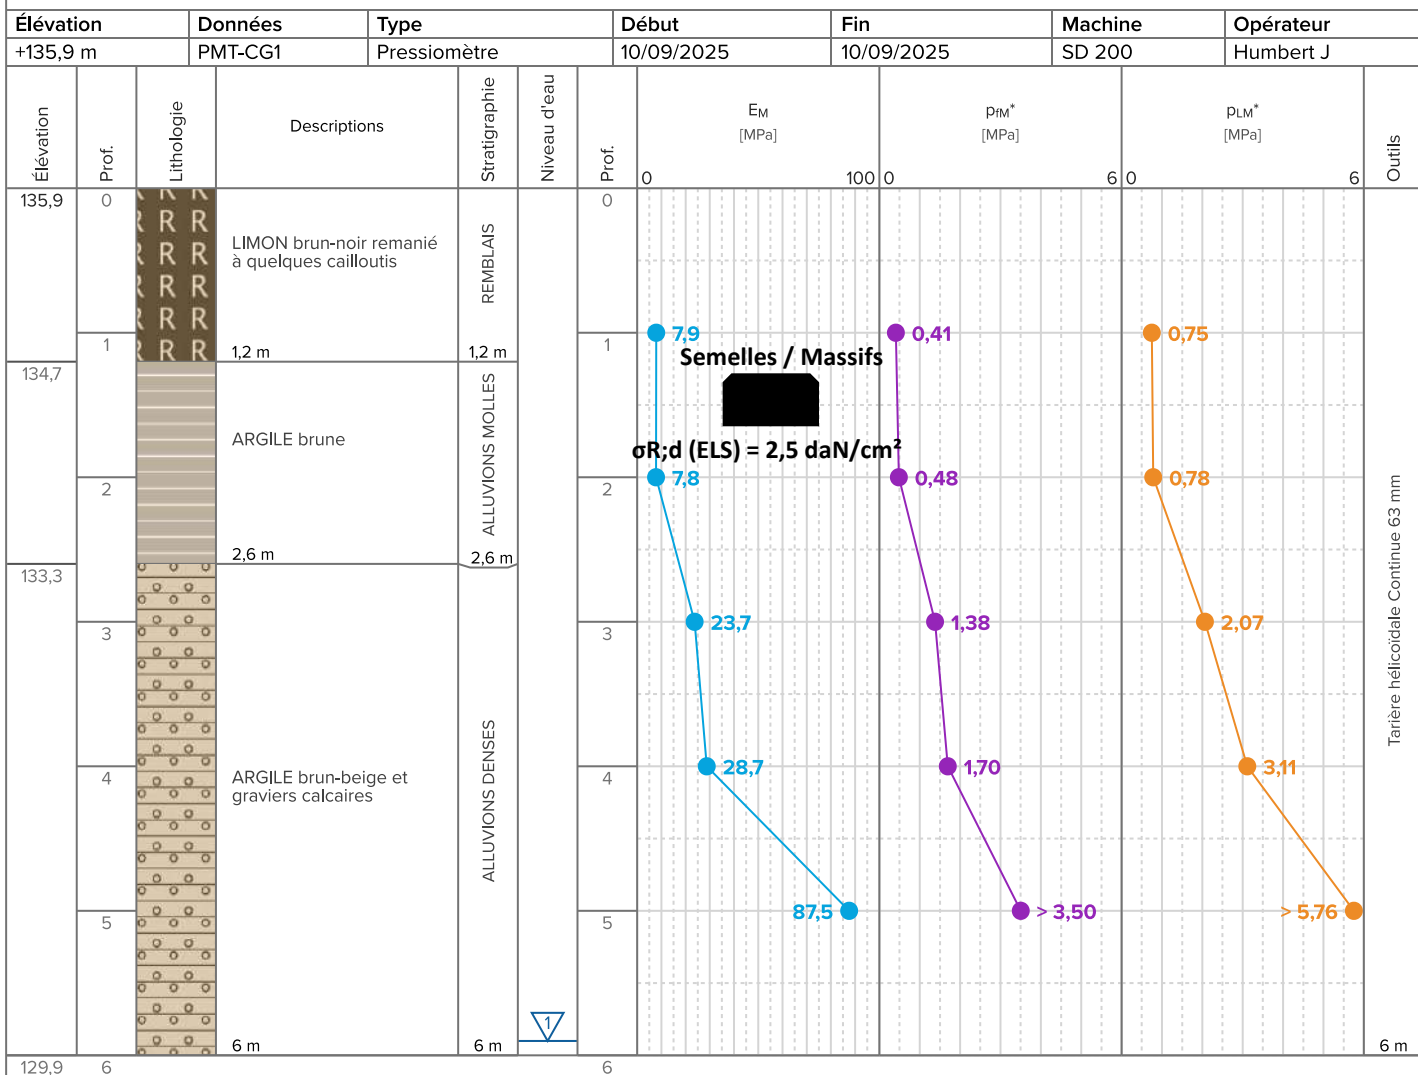 Élévation Données Type Début Fin Machine Opérateur
+135,9 m PMT-CG1 Pressiomètre 10/09/2025 10/09/2025 SD 200 Humbert J
Élévation Prof. Lithologie Descriptions Stratigraphie Niveau d'eau Prof. EM pfM* pLM* Outils
[MPa] [MPa] [MPa]
0 100 0 6 0 6
135,9 0 0
R R R
LIMON brun-noir remanié
à quelques cailloutis
REMBLAIS
1 1,2 m 1,2 m 1 7,9 0,41 0,75
134,7
Semelles / Massifs
ARGILE brune
ALLUVIONS MOLLES
σR;d (ELS) = 2,5 daN/cm²
2 2 7,8 0,48 0,78
2,6 m 2,6 m
133,3
3 3 23,7 1,38 2,07
Tarière hélicoïdale Continue 63 mm
4 4 28,7 1,70 3,11
ARGILE brun-beige et
graviers calcaires
ALLUVIONS DENSES
5 5 87,5 > 3,50 > 5,76
1
6 m 6 m 6 m
129,9 6 6